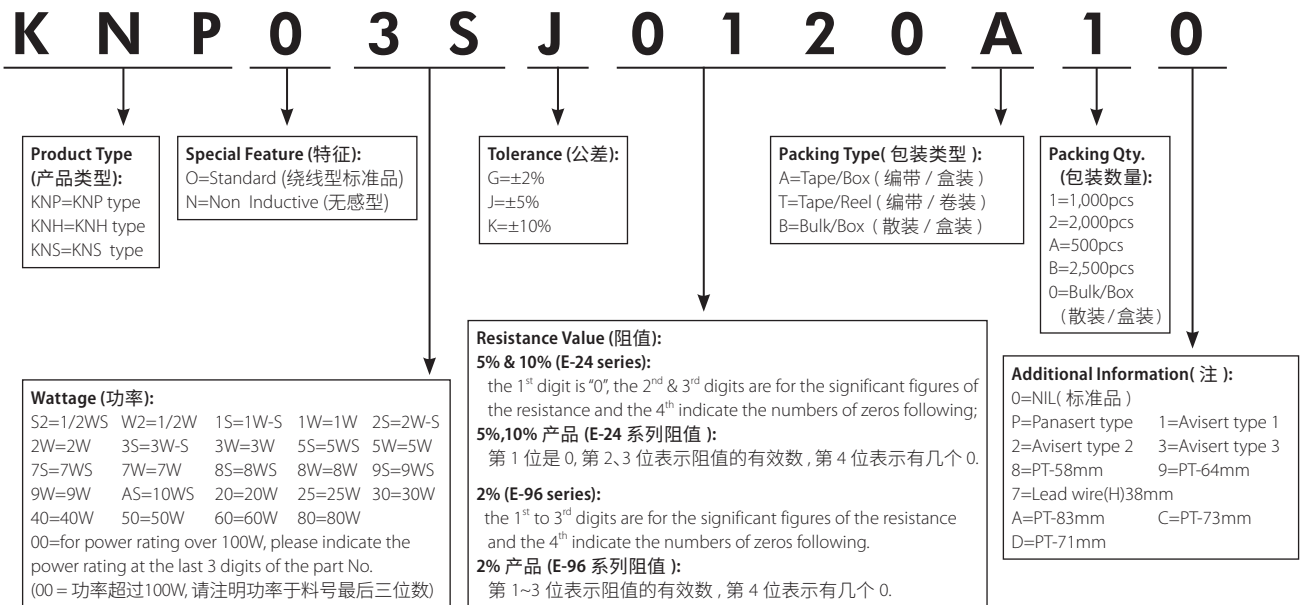 K N P 0 3 S J 0 1 2 0 A 1 0
Product Type
(产品类型):
KNP=KNP type
KNH=KNH type
KNS=KNS type
Special Feature (特征):
O=Standard (绕线型标准品)
N=Non Inductive (无感型)
Tolerance (公差):
G=±2%
J=±5%
K=±10%
Packing Type( 包装类型 ):
A=Tape/Box ( 编带 / 盒装 )
T=Tape/Reel ( 编带 / 卷装 )
B=Bulk/Box ( 散装 / 盒装 )
Packing Qty.
(包装数量):
1=1,000pcs
2=2,000pcs
A=500pcs
B=2,500pcs
0=Bulk/Box
(散装/盒装)
Wattage (功率):
S2=1/2WS W2=1/2W 1S=1W-S 1W=1W 2S=2W-S
2W=2W 3S=3W-S 3W=3W 5S=5WS 5W=5W
7S=7WS 7W=7W 8S=8WS 8W=8W 9S=9WS
9W=9W AS=10WS 20=20W 25=25W 30=30W
40=40W 50=50W 60=60W 80=80W
00=for power rating over 100W, please indicate the
power rating at the last 3 digits of the part No.
(00 = 功率超过100W, 请注明功率于料号最后三位数)
Resistance Value (阻值):
5% & 10% (E-24 series):
the 1st digit is “0”, the 2nd & 3rd digits are for the significant figures of
the resistance and the 4th indicate the numbers of zeros following;
5%,10% 产品 (E-24 系列阻值 ):
第 1 位是 0, 第 2、3 位表示阻值的有效数 , 第 4 位表示有几个 0.
2% (E-96 series):
the 1st to 3rd digits are for the significant figures of the resistance
and the 4th indicate the numbers of zeros following.
2% 产品 (E-96 系列阻值 ):
第 1~3 位表示阻值的有效数 , 第 4 位表示有几个 0.
Additional Information( 注 ):
0=NIL( 标准品 )
P=Panasert type 1=Avisert type 1
2=Avisert type 2 3=Avisert type 3
8=PT-58mm 9=PT-64mm
7=Lead wire(H)38mm
A=PT-83mm C=PT-73mm
D=PT-71mm